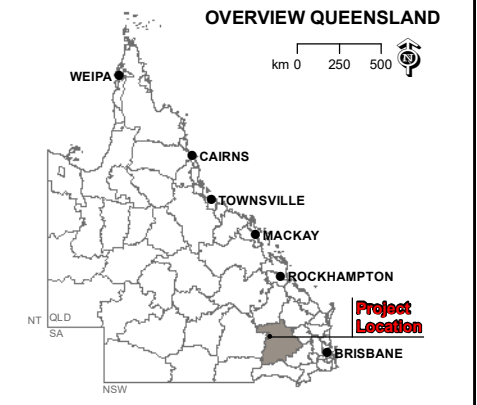 OVERVIEW QUEENSLAND
km 0 250 500
N
WEIPA
CAIRNS
TOWNSVILLE
MACKAY
ROCKHAMPTON
Project
Location
NT QLD
SA
BRISBANE
NSW